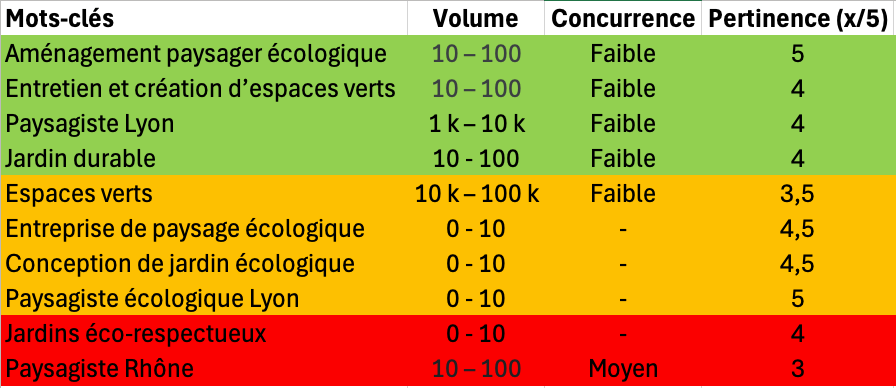 Mots-clés Volume Concurrence Pertinence (x/5)
Aménagement paysager écologique 10 – 100 Faible 5
Entretien et création d’espaces verts 10 – 100 Faible 4
Paysagiste Lyon 1 k – 10 k Faible 4
Jardin durable 10 - 100 Faible 4
Espaces verts 10 k – 100 k Faible 3,5
Entreprise de paysage écologique 0 - 10 - 4,5
Conception de jardin écologique 0 - 10 - 4,5
Paysagiste écologique Lyon 0 - 10 - 5
Jardins éco-respectueux 0 - 10 - 4
Paysagiste Rhône 10 – 100 Moyen 3